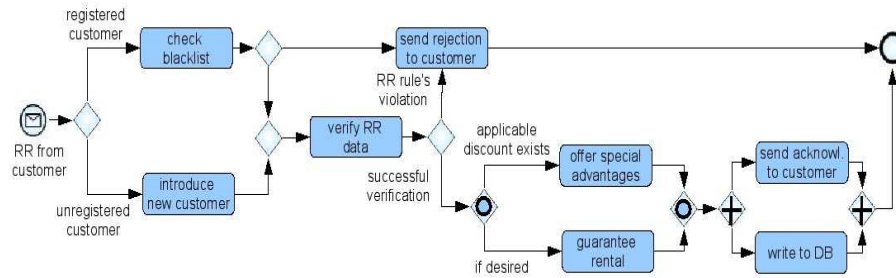 registered
customer
check
blacklist
send rejection
to customer
RR rule's
violation
RR from
customer
verify RR
data
applicable
discount exists
offer special
advantages
send acknowl.
to customer
introduce
new customer
successful
verification
unregistered
customer
guarantee
rental
write to DB
if desired